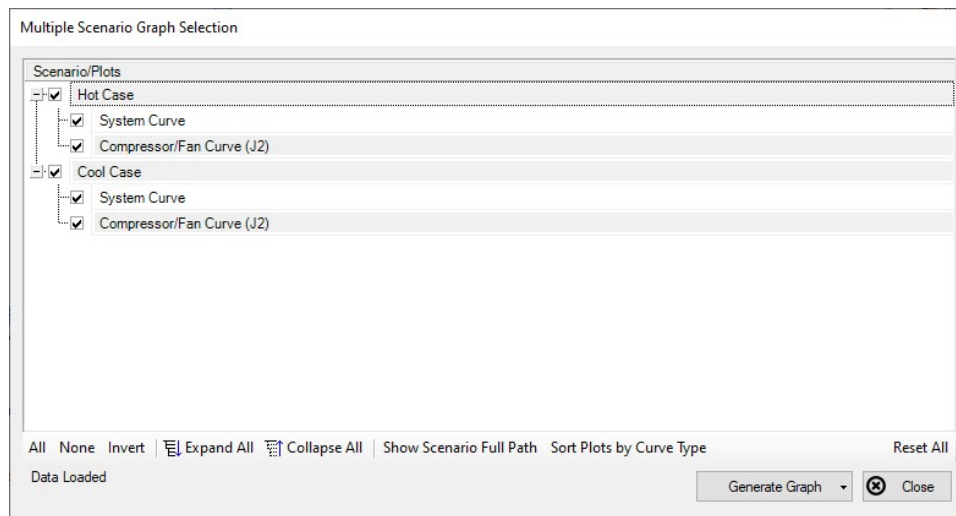 Multiple Scenario Graph Selection
Scenario/Plots
Hot Case
System Curve
Compressor/Fan Curve (J2)
Cool Case
System Curve
Compressor/Fan Curve (J2)
All None Invert Expand All Collapse All Show Scenario Full Path Sort Plots by Curve Type Reset All
Data Loaded
Generate Graph Close